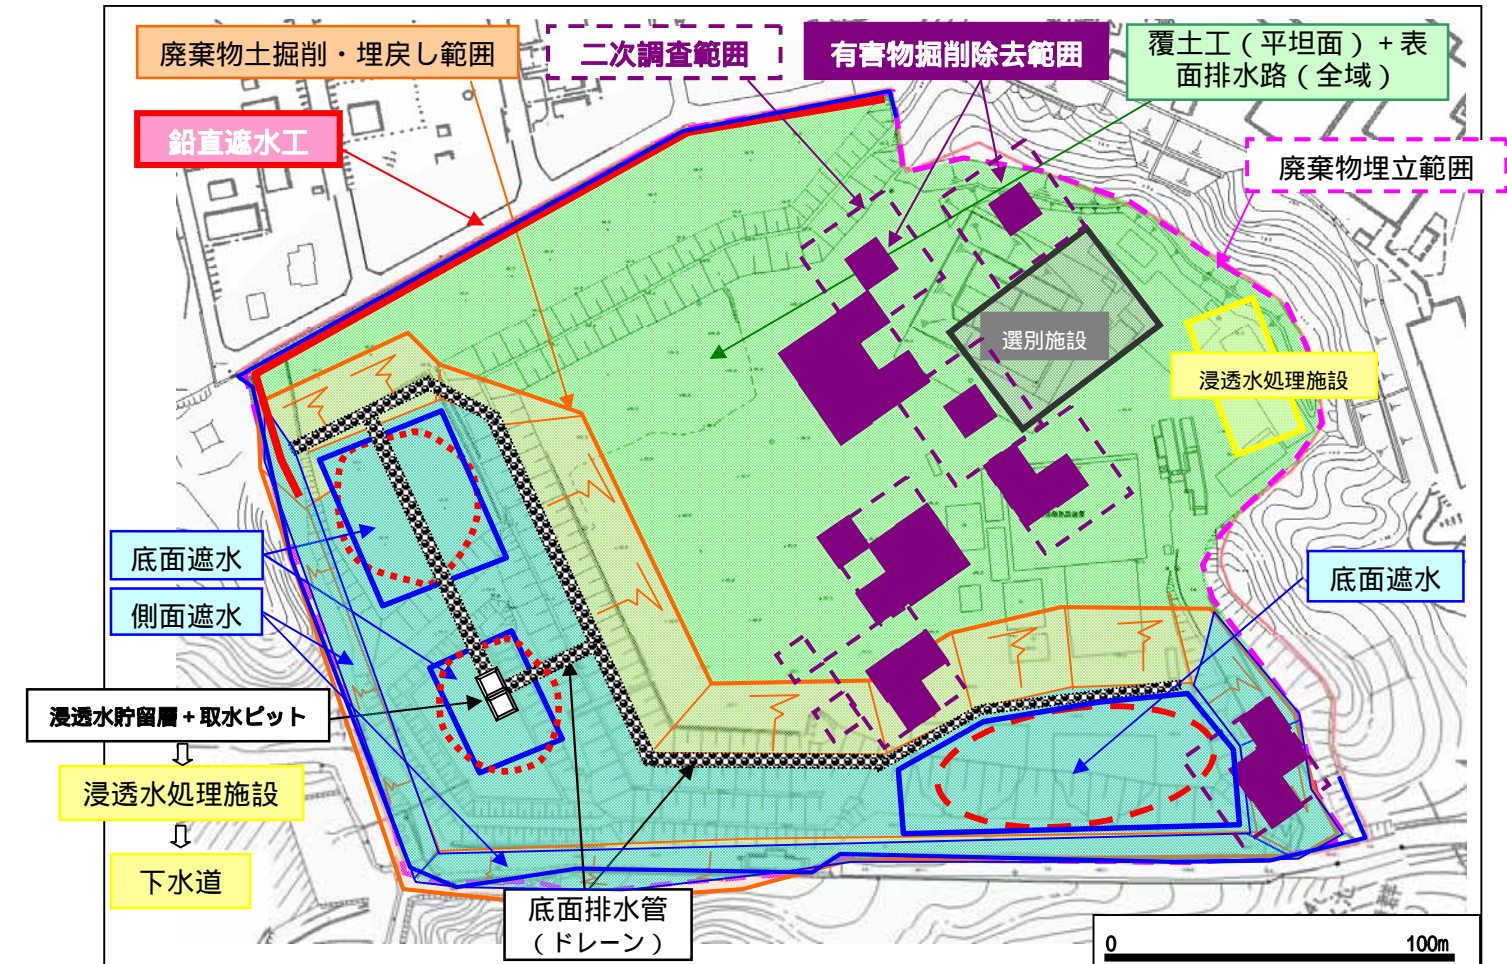 廃棄物土掘削・埋戻し範囲
二次調査範囲
有害物掘削除去範囲
覆土工（平坦面）+表
面排水路（全域）
鉛直遮水工
廃棄物埋立範囲
選別施設
浸透水処理施設
底面遮水
側面遮水
底面遮水
浸透水貯留層+取水ピット
浸透水処理施設
下水道
底面排水管
（ドレーン）
0 100m